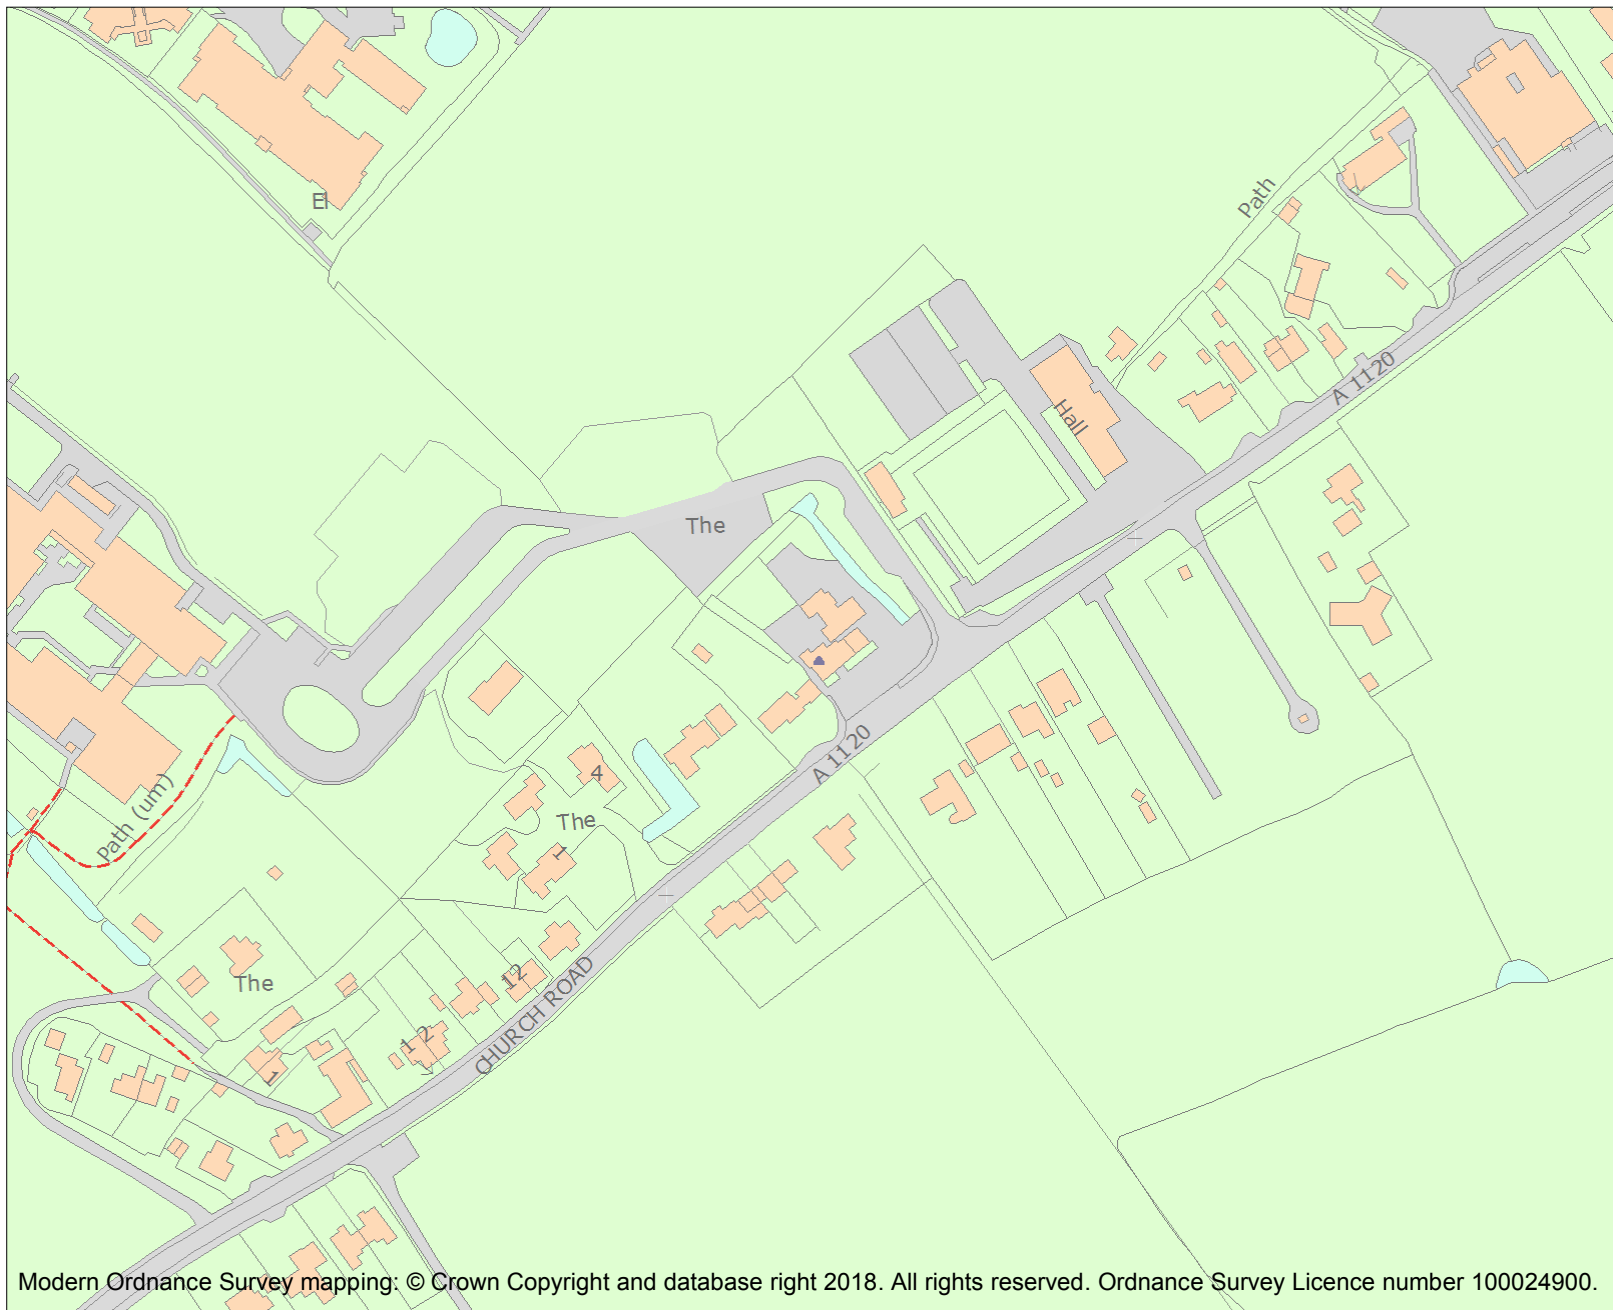 El
Path
A 1120
Hall
The
A 1120
4
The
1
Path (um)
The
12
1 2
CHURCH ROAD
1
Modern Ordnance Survey mapping: © Crown Copyright and database right 2018. All rights reserved. Ordnance Survey Licence number 100024900.